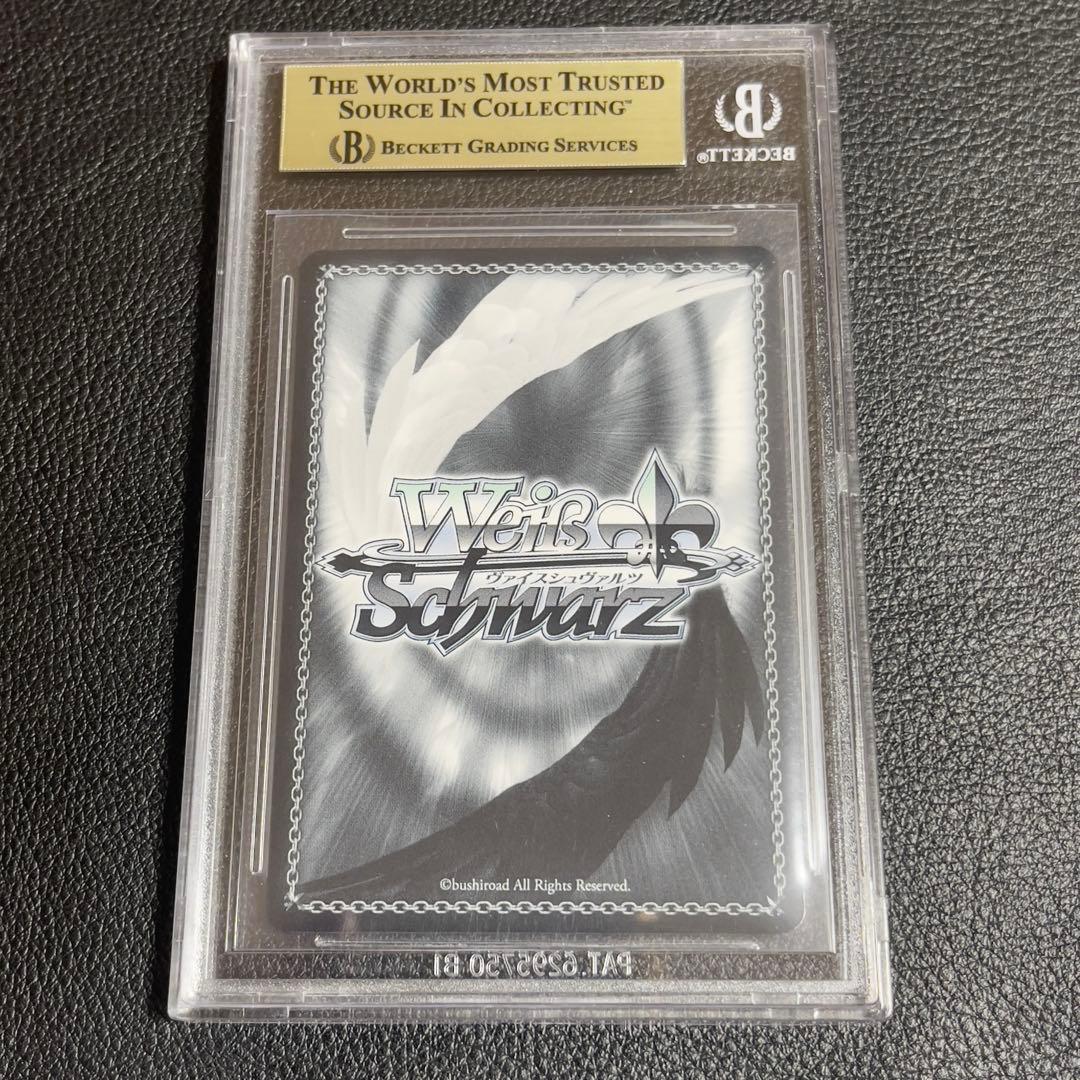 THE WORLD'S MOST TRUSTED
SOURCE IN COLLECTING™
B BECKETT GRADING SERVICES
B
BECKETT®
Weiß
ヴァイスシュヴァルツ
Schwarz
©bushiroad All Rights Reserved.
PAT. 6295750 B1